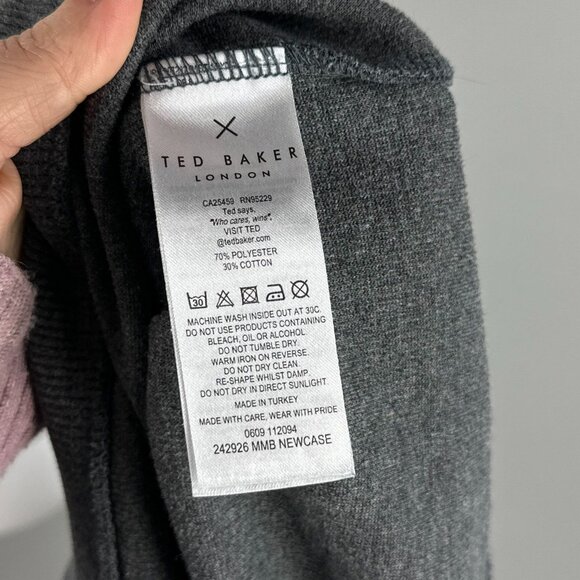 TED BAKER
LONDON
CA25459 RN95229
Ted says,
"Who cares, wins".
VISIT TED
@tedbaker.com
70% POLYESTER
30% COTTON
30
MACHINE WASH INSIDE OUT AT 30C.
DO NOT USE PRODUCTS CONTAINING
BLEACH, OIL OR ALCOHOL.
DO NOT TUMBLE DRY.
WARM IRON ON REVERSE.
DO NOT DRY CLEAN.
RE-SHAPE WHILST DAMP.
DO NOT DRY IN DIRECT SUNLIGHT.
MADE IN TURKEY
MADE WITH CARE, WEAR WITH PRIDE
0609 112094
242926 MMB NEWCASE